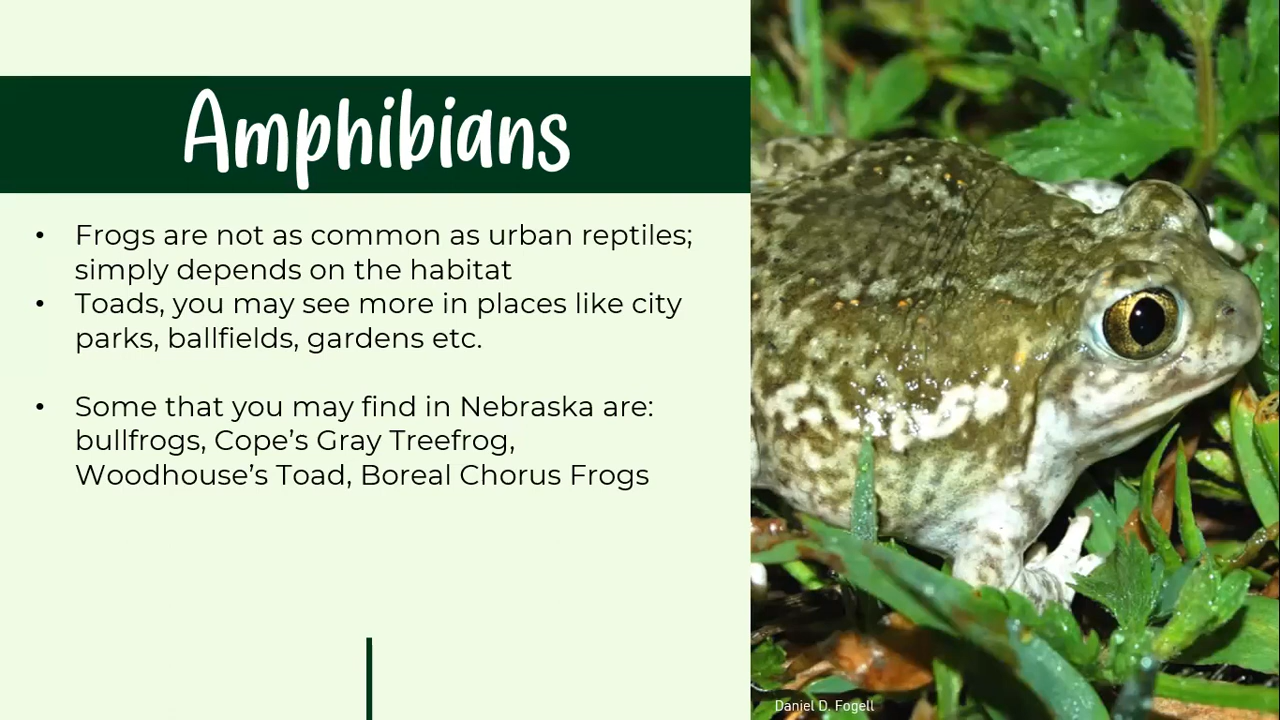 Amphibians
• Frogs are not as common as urban reptiles;
simply depends on the habitat
• Toads, you may see more in places like city
parks, ballfields, gardens etc.
• Some that you may find in Nebraska are:
bullfrogs, Cope’s Gray Treefrog,
Woodhouse’s Toad, Boreal Chorus Frogs
Daniel D. Fogell